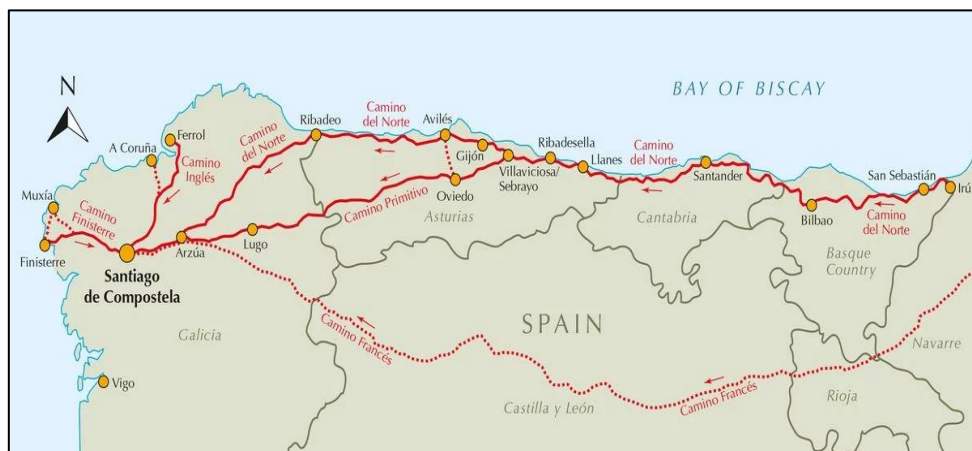 BAY OF BISCAY
N
Ferrol
A Coruña
Camino
Inglés
Muxía
Camino
Finisterre
Finisterre
Santiago
de Compostela
Arzúa
Lugo
Vigo
Galicia
Camino
del Norte
Ribadeo
Camino
del Norte
Avilés
Gijón
Oviedo
Camino Primitivo
Asturias
Villaviciosa/
Sebrayo
Ribadesella
Llanes
Camino
del Norte
Santander
Cantabria
Bilbao
San Sebastián
Irú
Camino
del Norte
Basque
Country
SPAIN
Camino Francés
Castilla y León
Camino Francés
Rioja
Navarre